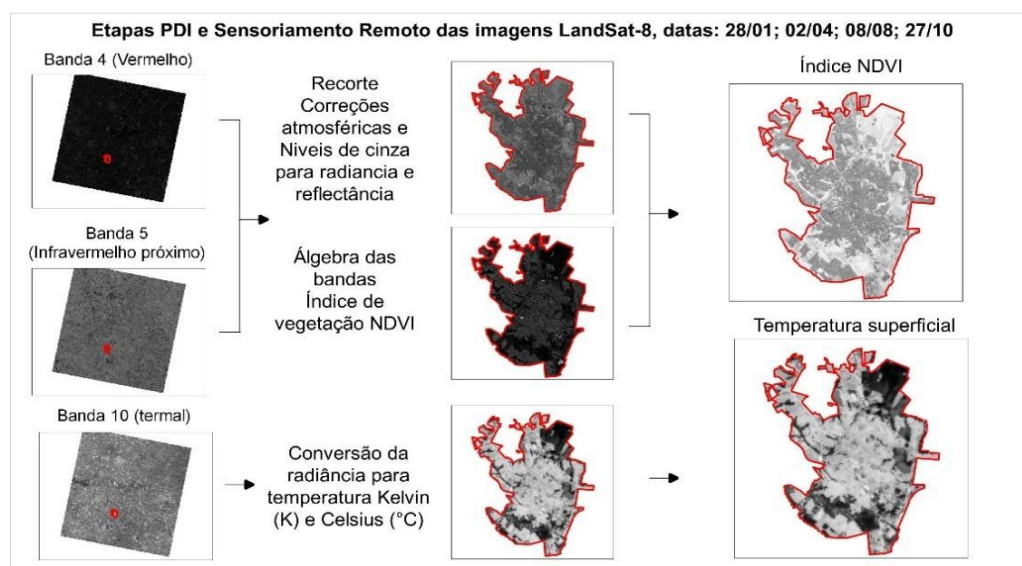 Etapas PDI e Sensoriamento Remoto das imagens LandSat-8, datas: 28/01; 02/04; 08/08; 27/10
Banda 4 (Vermelho)
Banda 5
(Infravermelho próximo)
Banda 10 (termal)
Recorte
Correções
atmosféricas e
Niveis de cinza
para radiancia e
reflectância
Álgebra das
bandas
Índice de
vegetação NDVI
Conversão da
radiância para
temperatura Kelvin
(K) e Celsius (°C)
Índice NDVI
Temperatura superficial